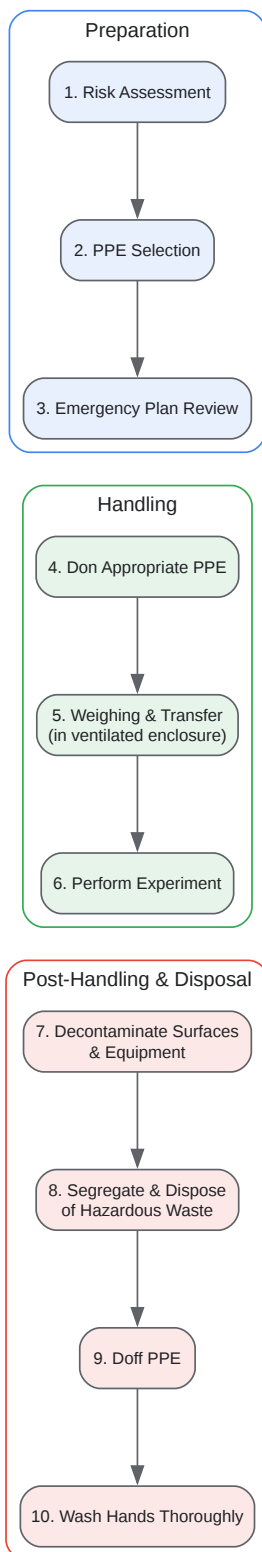 Preparation
1. Risk Assessment
2. PPE Selection
3. Emergency Plan Review
Handling
4. Don Appropriate PPE
5. Weighing & Transfer
(in ventilated enclosure)
6. Perform Experiment
Post-Handling & Disposal
7. Decontaminate Surfaces
& Equipment
8. Segregate & Dispose
of Hazardous Waste
9. Doff PPE
10. Wash Hands Thoroughly